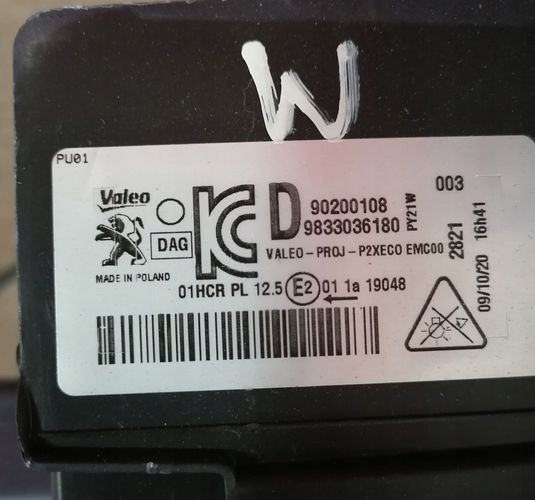 W
PU01
Valeo
DAG
MADE IN POLAND
KC
D
90200108
9833036180
PY21W
003
VALEO-PROJ-P2XECO EMC00
2821
09/10/20 16h41
01HCR PL 12.5 E2 01 1a 19048